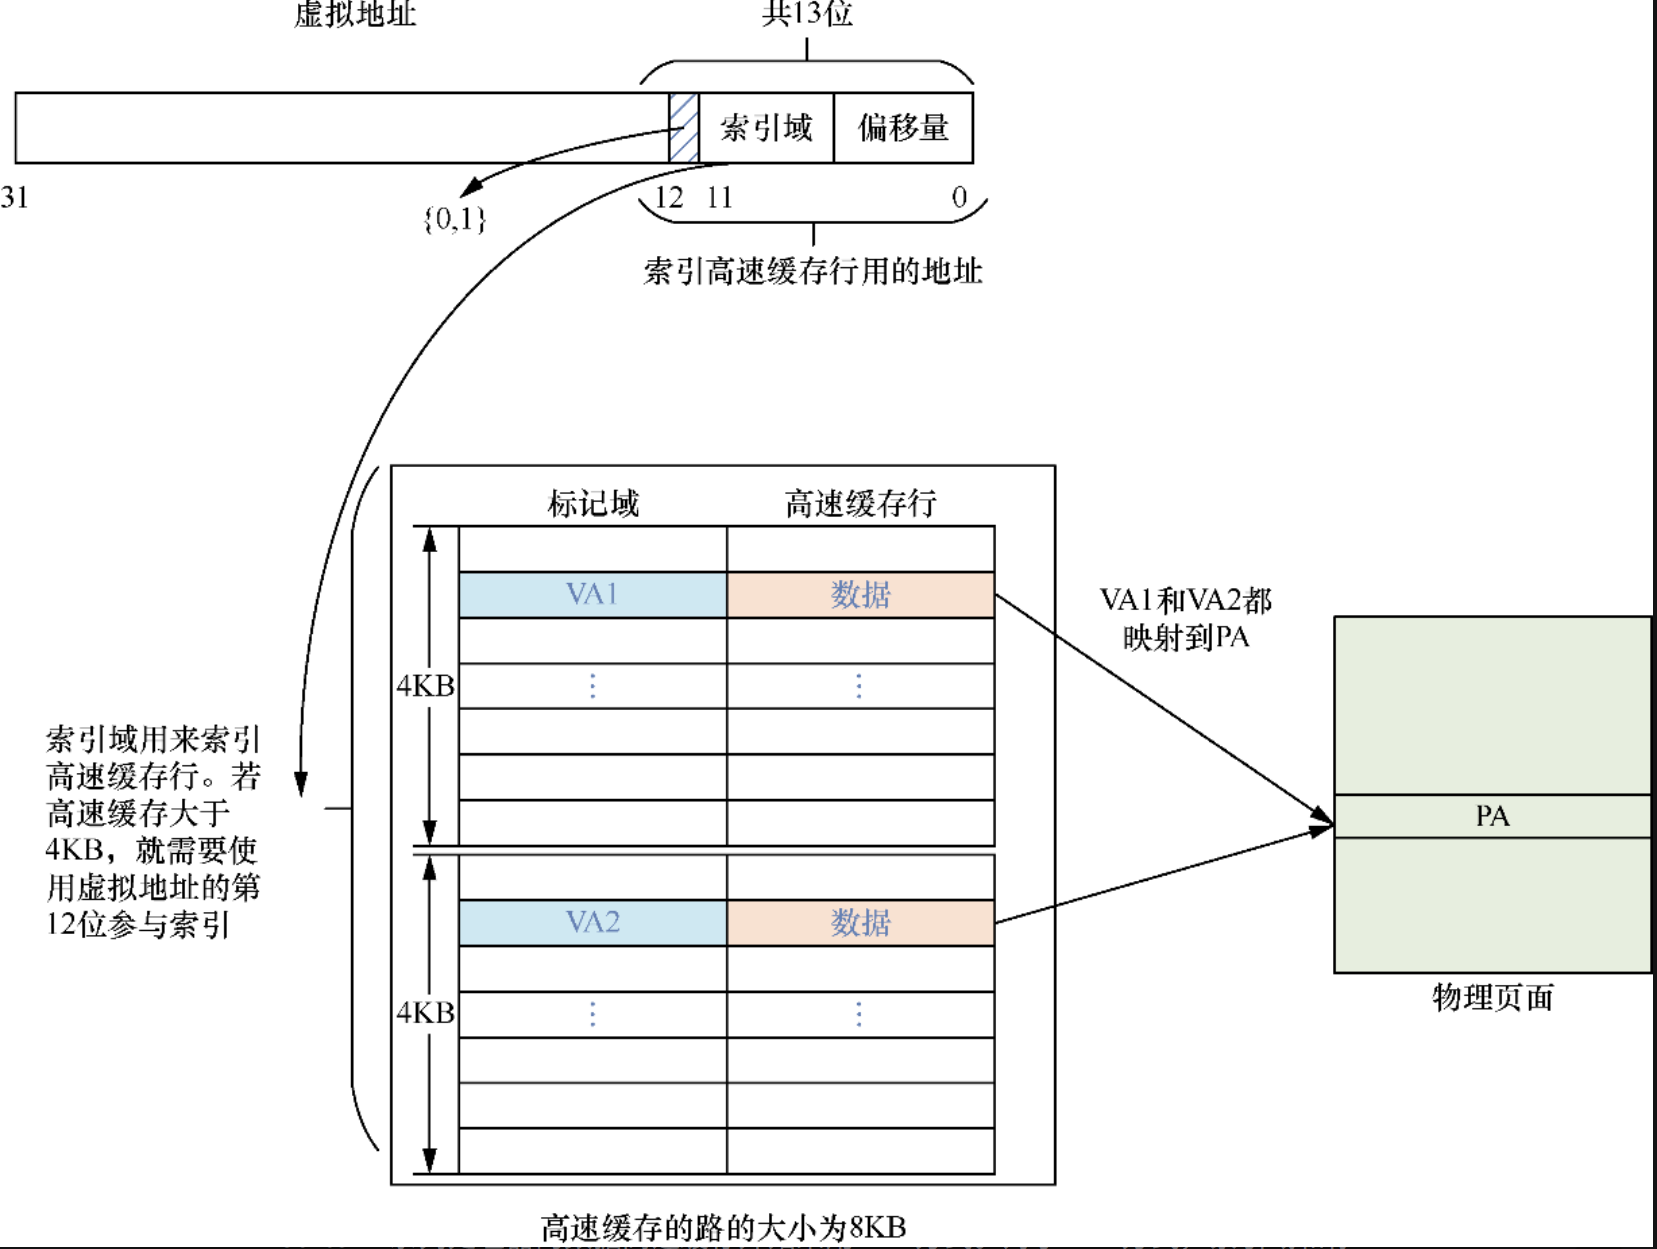 虚拟地址
共13位
索引域
偏移量
31
{0,1}
12
11
0
索引高速缓存行用的地址
标记域
高速缓存行
VA1
数据
4KB
⋮
⋮
VA1和VA2都
映射到PA
PA
物理页面
索引域用来索引
高速缓存行。若
高速缓存大于
4KB，就需要使
用虚拟地址的第
12位参与索引
VA2
数据
4KB
⋮
⋮
高速缓存的路的大小为8KB